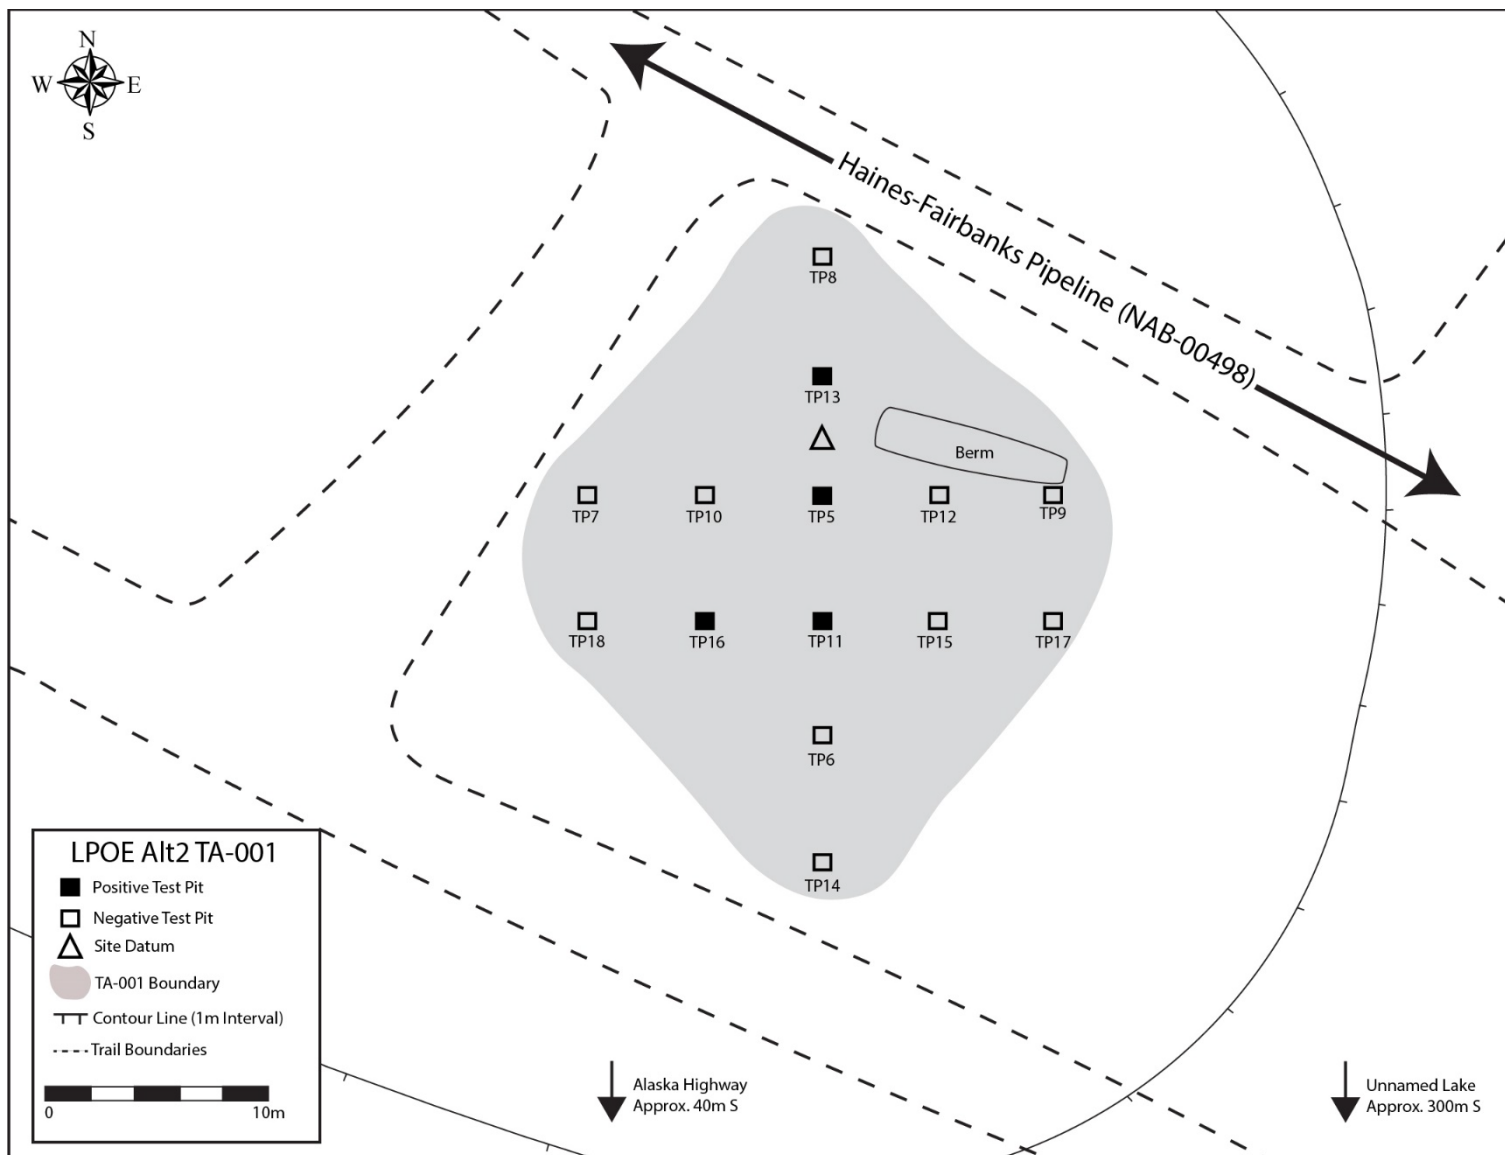 N
W E
S
Haines-Fairbanks Pipeline (NAB-00498)
TP8
TP13
Berm
TP7 TP10 TP5 TP12 TP9
TP18 TP16 TP11 TP15 TP17
TP6
TP14
LPOE Alt2 TA-001
Positive Test Pit
Negative Test Pit
Site Datum
TA-001 Boundary
Contour Line (1m Interval)
Trail Boundaries
0 10m
Alaska Highway
Approx. 40m S
Unnamed Lake
Approx. 300m S